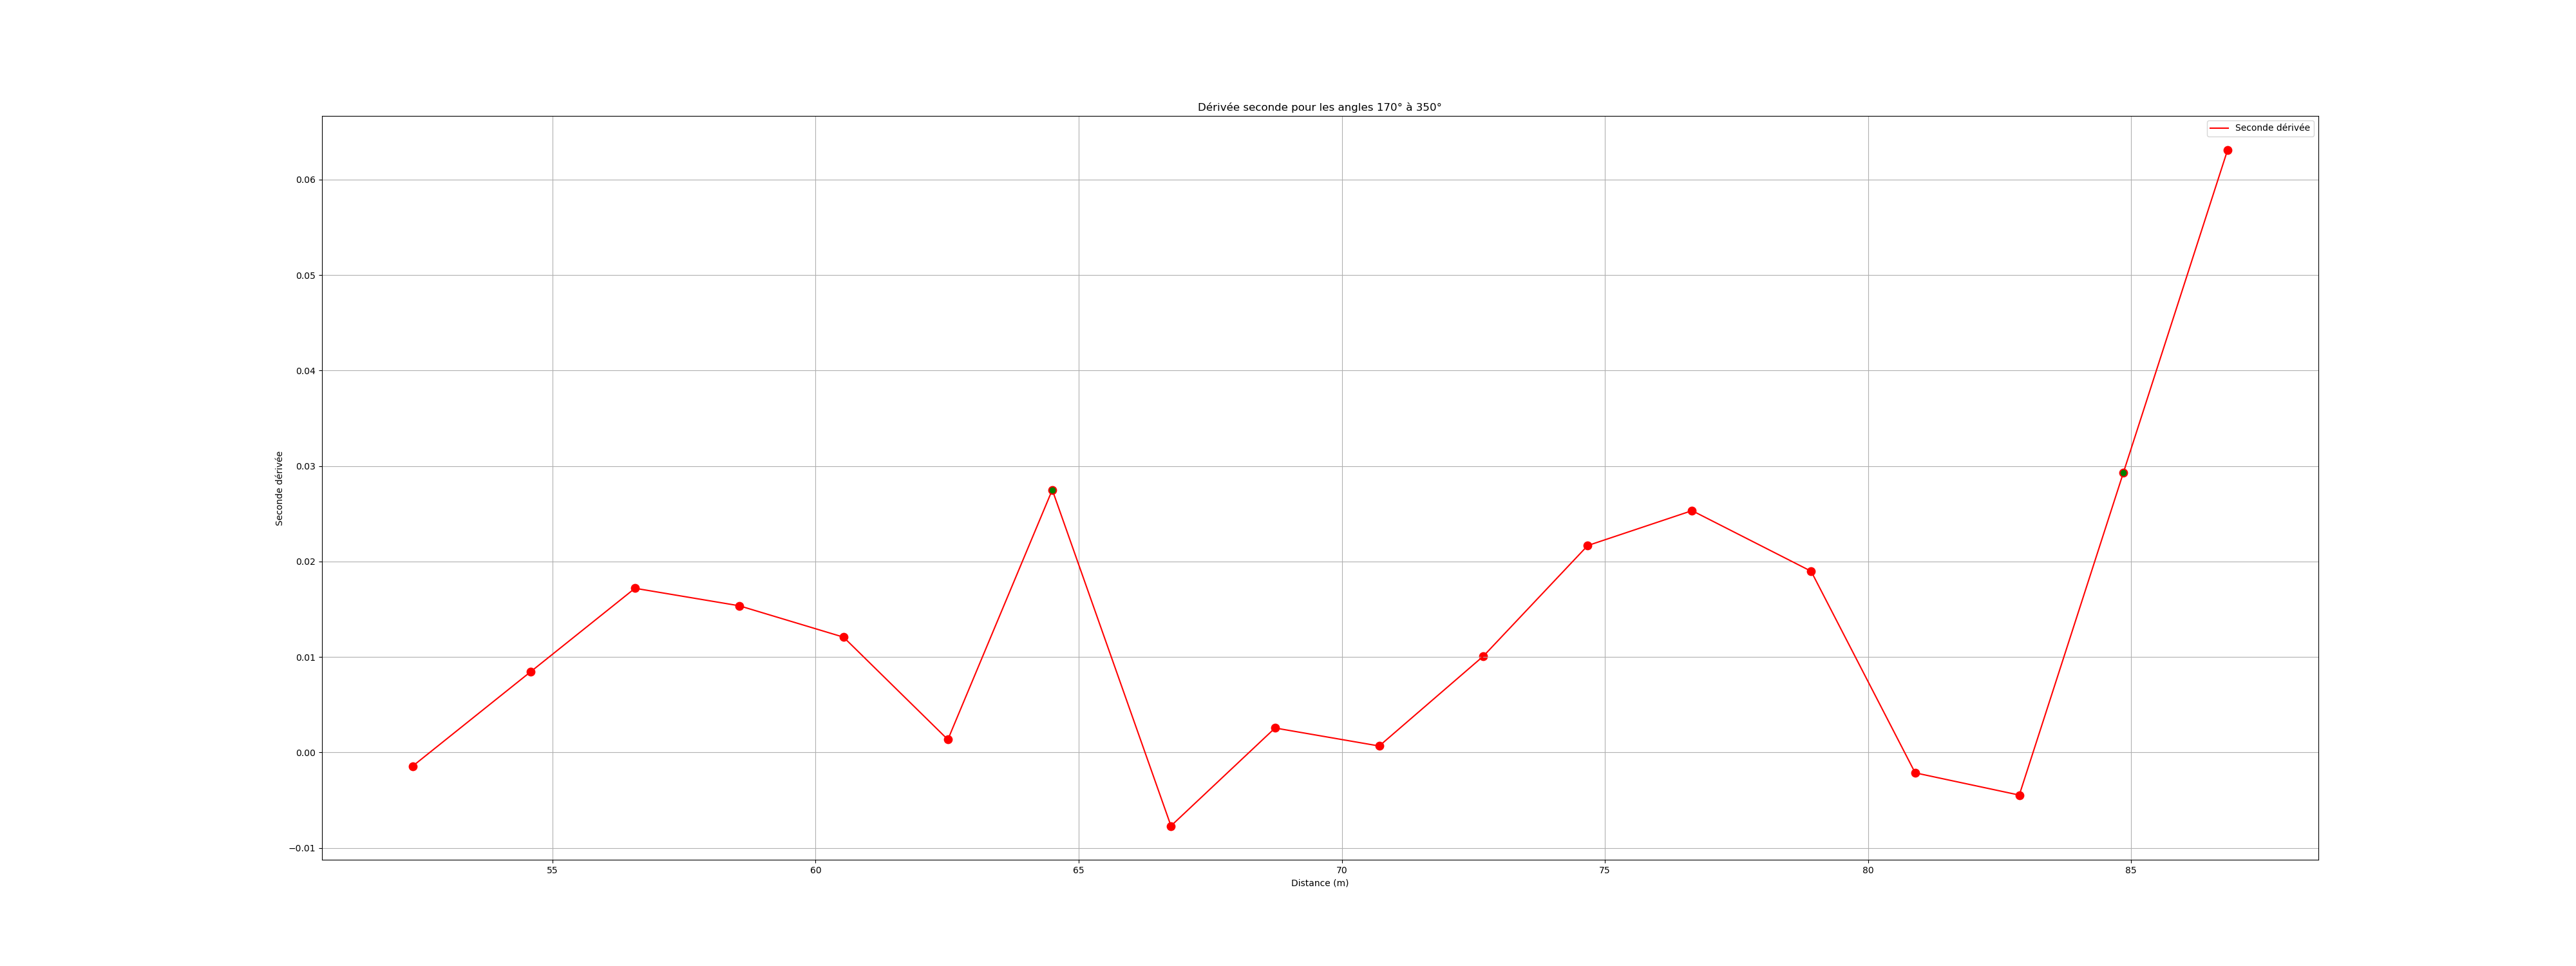 Dérivée seconde pour les angles 170° à 350°
Seconde dérivée
0.06
0.05
0.04
0.03
0.02
0.01
0.00
−0.01
Seconde dérivée
55 60 65 70 75 80 85
Distance (m)